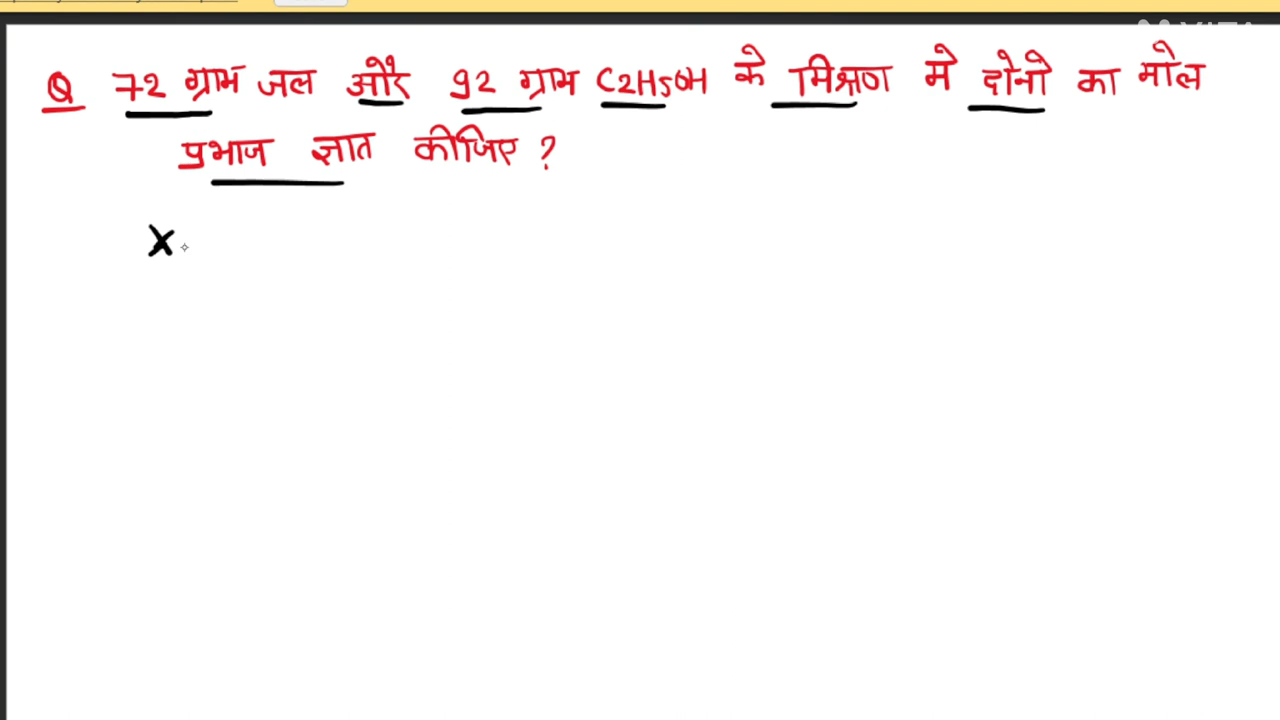 Q 72 ग्राम जल और 92 ग्राम C2H5OH के मिश्रण मे दोनो का मोल
प्रभाज ज्ञात कीजिए ?
X